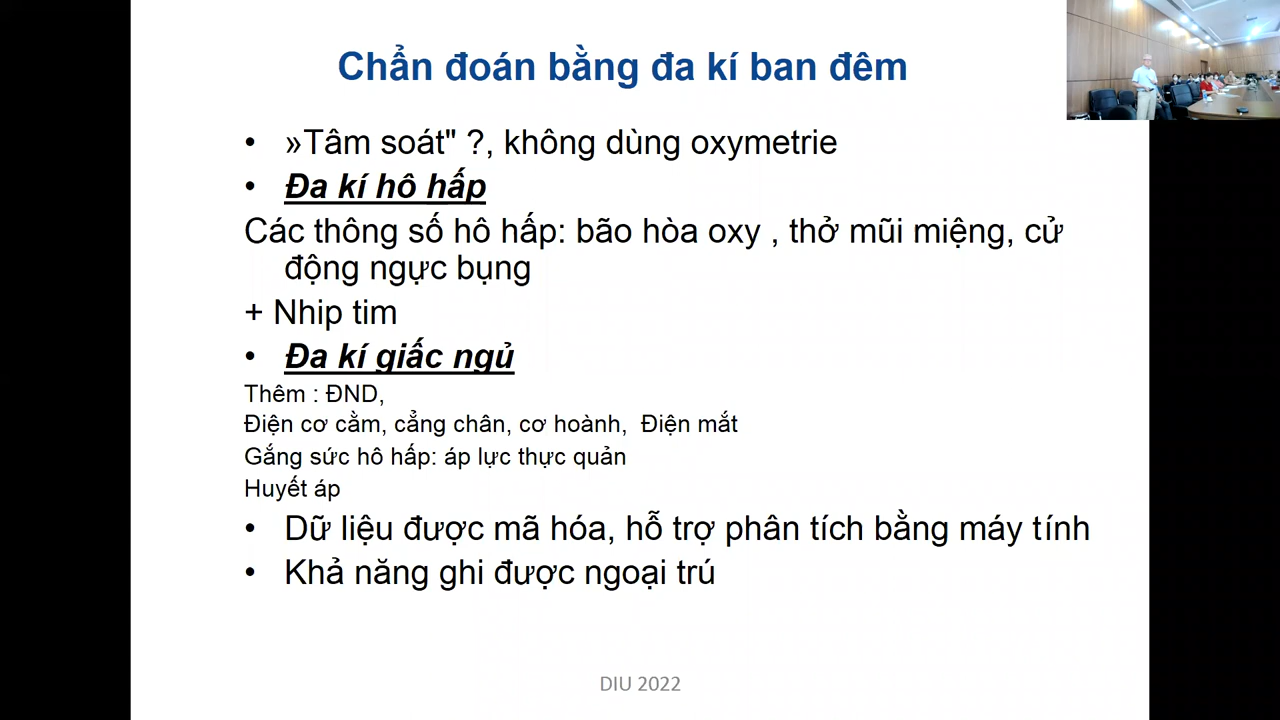 Chẩn đoán bằng đa kí ban đêm
• »Tâm soát" ?, không dùng oxymetrie
• Đa kí hô hấp
Các thông số hô hấp: bão hòa oxy , thở mũi miệng, cử
động ngực bụng
+ Nhip tim
• Đa kí giấc ngủ
Thêm : ĐND,
Điện cơ cằm, cẳng chân, cơ hoành, Điện mắt
Gắng sức hô hấp: áp lực thực quản
Huyết áp
• Dữ liệu được mã hóa, hỗ trợ phân tích bằng máy tính
• Khả năng ghi được ngoại trú
DIU 2022